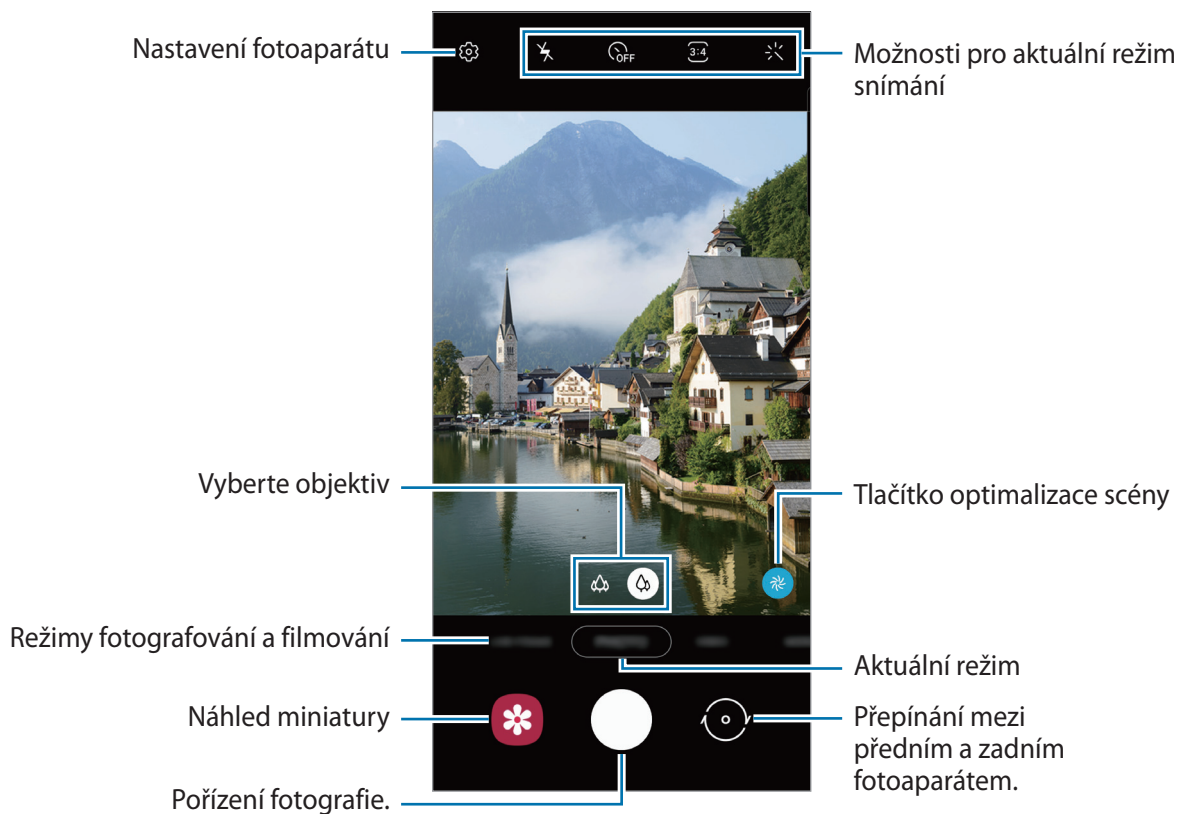 Nastavení fotoaparátu
OFF
3:4
Možnosti pro aktuální režim
snímání
Vyberte objektiv
Tlačítko optimalizace scény
Režimy fotografování a filmování
Aktuální režim
Náhled miniatury
Přepínání mezi
předním a zadním
fotoaparátem.
Pořízení fotografie.